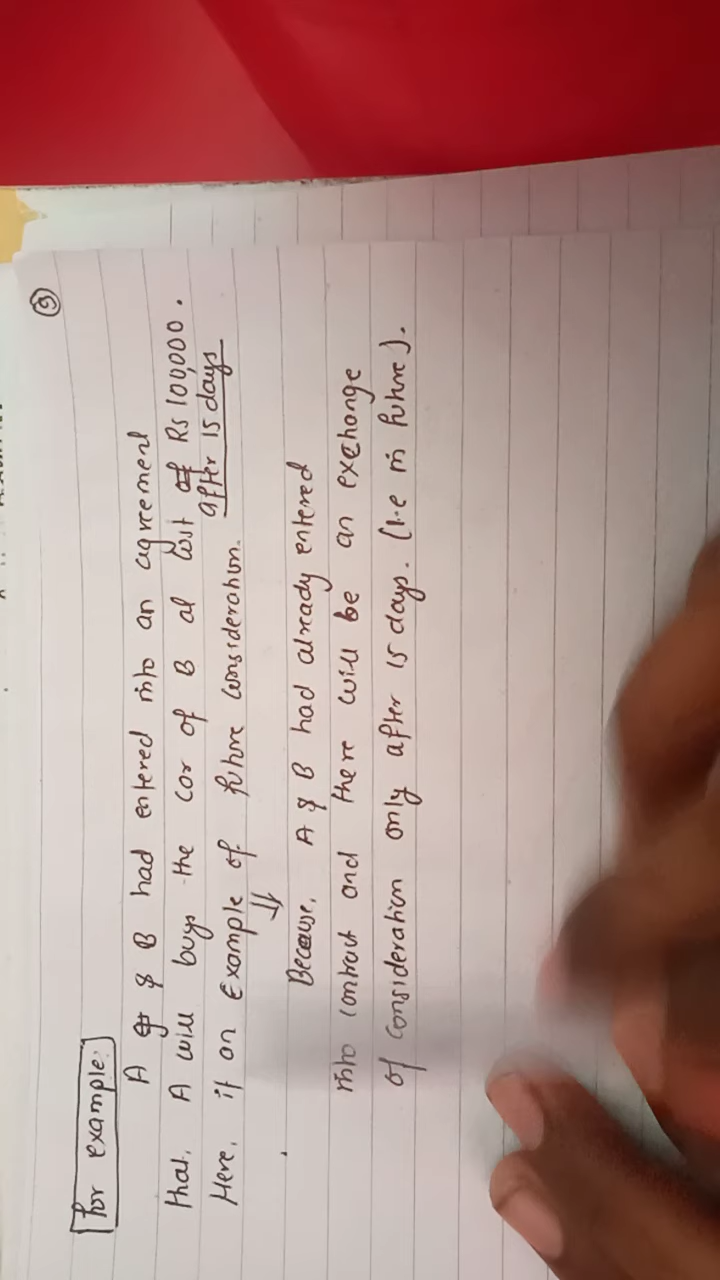 ③
For example:
A & B had entered into an agreement
that, A will buys the car of B at cost of Rs 100,000.
after 15 days
Here, it an example of future consideration.
⇓
Because, A & B had already entered
into contract and there will be an exchange
of consideration only after 15 days. (i.e in future).